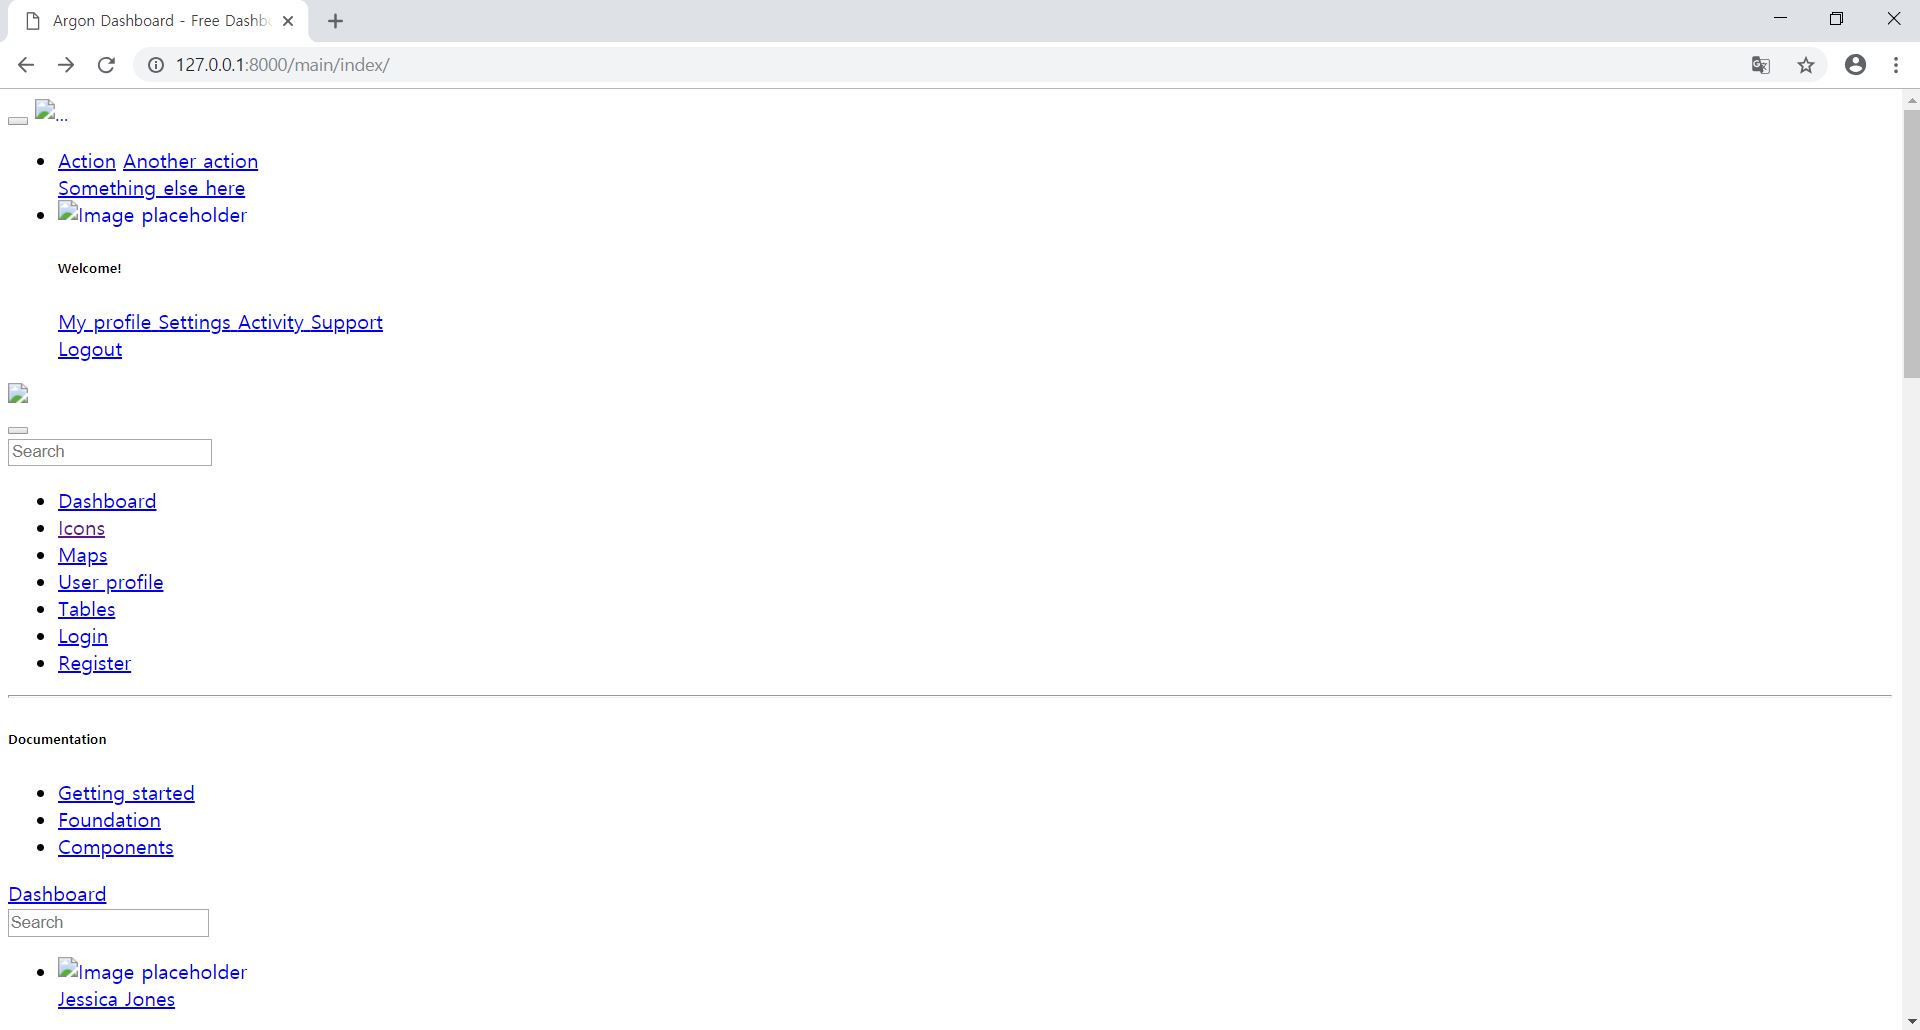 Argon Dashboard - Free Dashbo
127.0.0.1:8000/main/index/
...
Action Another action
Something else here
Image placeholder
Welcome!
My profile Settings Activity Support
Logout
Search
Dashboard
Icons
Maps
User profile
Tables
Login
Register
Documentation
Getting started
Foundation
Components
Dashboard
Search
Image placeholder
Jessica Jones